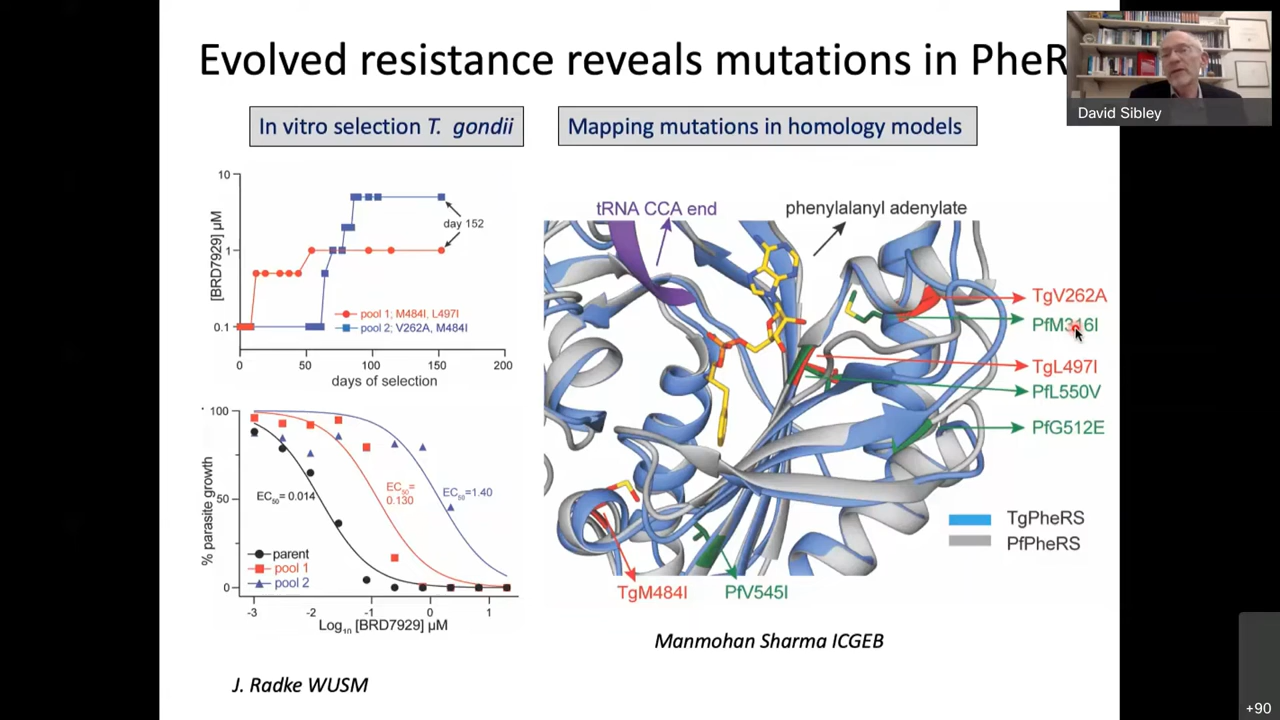 Evolved resistance reveals mutations in PheR
David Sibley
In vitro selection T. gondii
Mapping mutations in homology models
10
1
0.1
[BRD7929] µM
day 152
pool 1; M484I, L497I
pool 2; V262A, M484I
0
50
100
150
200
days of selection
100
50
0
% parasite growth
EC50= 0.014
EC50=
0.130
EC50=1.40
parent
pool 1
pool 2
-3
-2
-1
0
1
Log10 [BRD7929] µM
J. Radke WUSM
tRNA CCA end
phenylalanyl adenylate
TgV262A
PfM316I
TgL497I
PfL550V
PfG512E
TgPheRS
PfPheRS
TgM484I
PfV545I
Manmohan Sharma ICGEB
+90